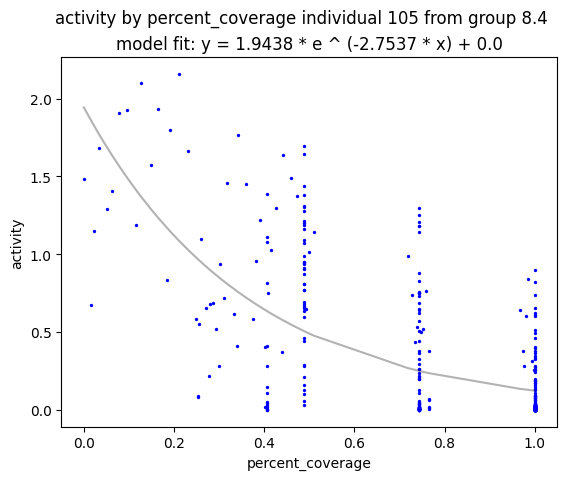 activity by percent_coverage individual 105 from group 8.4
model fit: y = 1.9438 * e ^ (-2.7537 * x) + 0.0
2.0
1.5
1.0
0.5
0.0
activity
0.0 0.2 0.4 0.6 0.8 1.0
percent_coverage